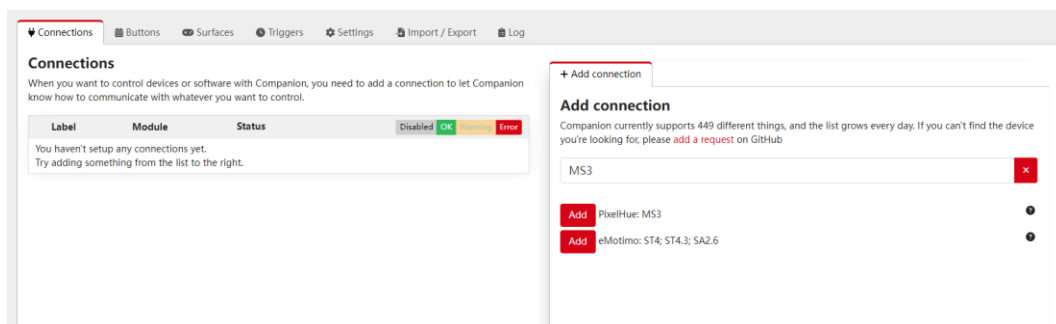 Connections
Buttons
Surfaces
Triggers
Settings
Import / Export
Log
Connections
When you want to control devices or software with Companion, you need to add a connection to let Companion
know how to communicate with whatever you want to control.
Label Module Status Disabled OK Warning Error
You haven't setup any connections yet.
Try adding something from the list to the right.
+ Add connection
Add connection
Companion currently supports 449 different things, and the list grows every day. If you can't find the device
you're looking for, please add a request on GitHub
MS3 ×
Add PixelHue: MS3 ?
Add eMotimo: ST4; ST4.3; SA2.6 ?